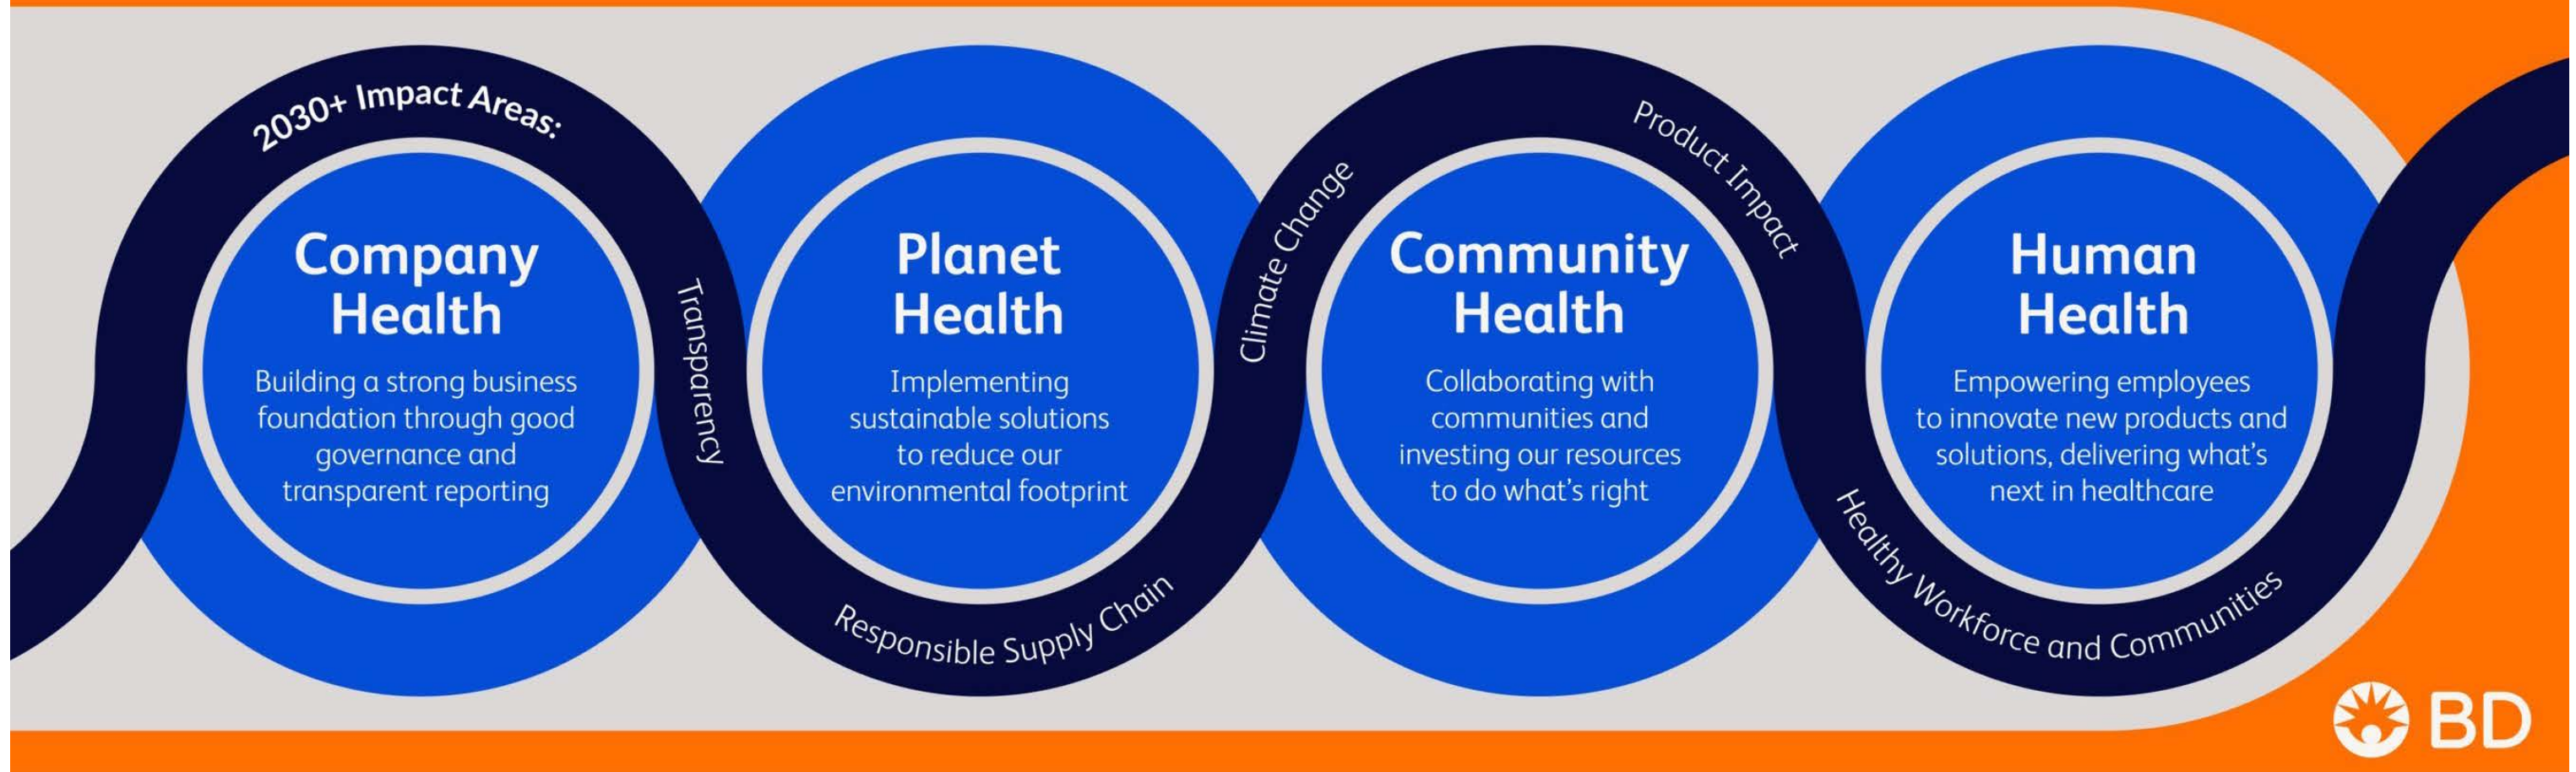 2030+ Impact Areas:
Company
Health
Building a strong business
foundation through good
governance and
transparent reporting
Transparency
Planet
Health
Implementing
sustainable solutions
to reduce our
environmental footprint
Responsible Supply Chain
Climate Change
Community
Health
Collaborating with
communities and
investing our resources
to do what's right
Product Impact
Human
Health
Empowering employees
to innovate new products and
solutions, delivering what's
next in healthcare
Healthy Workforce and Communities
BD